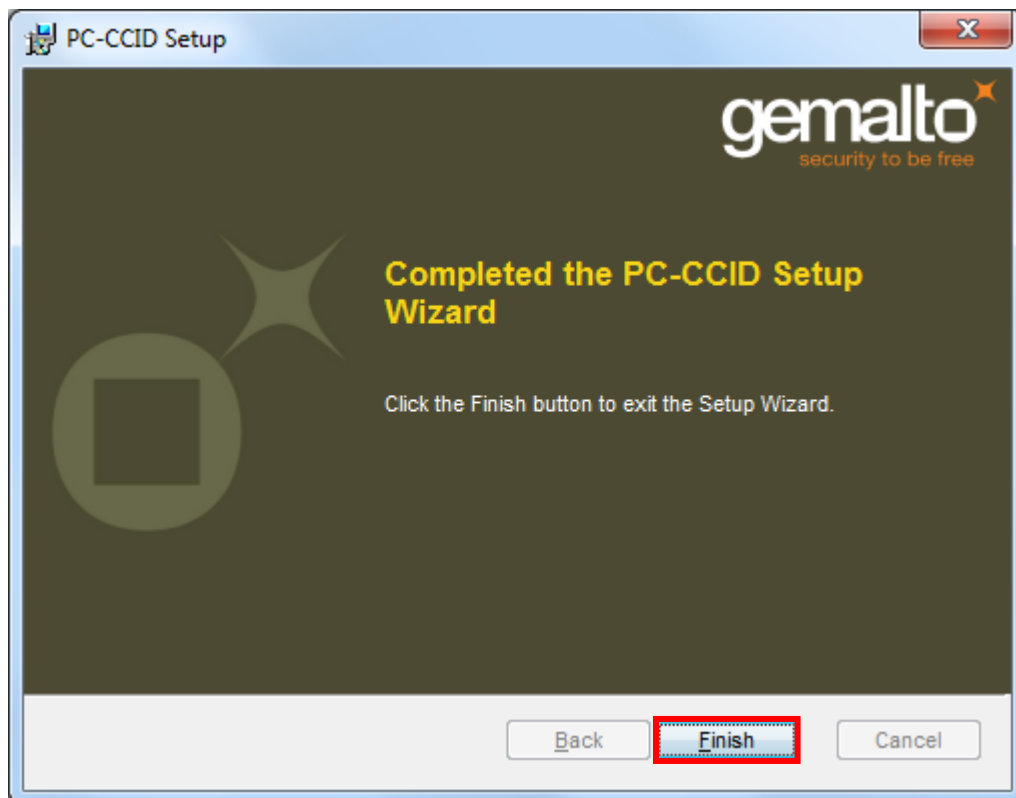 PC-CCID Setup
gemalto
security to be free
Completed the PC-CCID Setup
Wizard
Click the Finish button to exit the Setup Wizard.
Back
Finish
Cancel